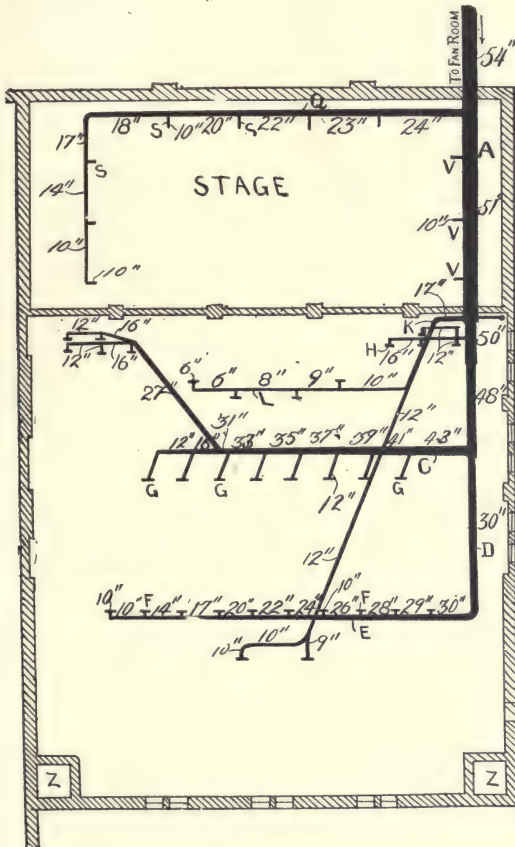 TO FAN ROOM
54"
Q
18" S 10" 20" S 22" 23" 24"
17"
A
V
S
STAGE
14"
51"
10" V
10"
V
10"
17"
K
12" 16"
50"
H 16" 12"
12" 16"
6" 6" 8" 9" 10"
L
48"
27"
12"
31"
12" 16" 33" 35" 37" 39" 41" 43"
C
G G G
12"
30"
12"
D
10" 10" F 14" 17" 20" 22" 24" 10" 26" F 28" 29" 30"
E
10" 10" 9"
Z Z